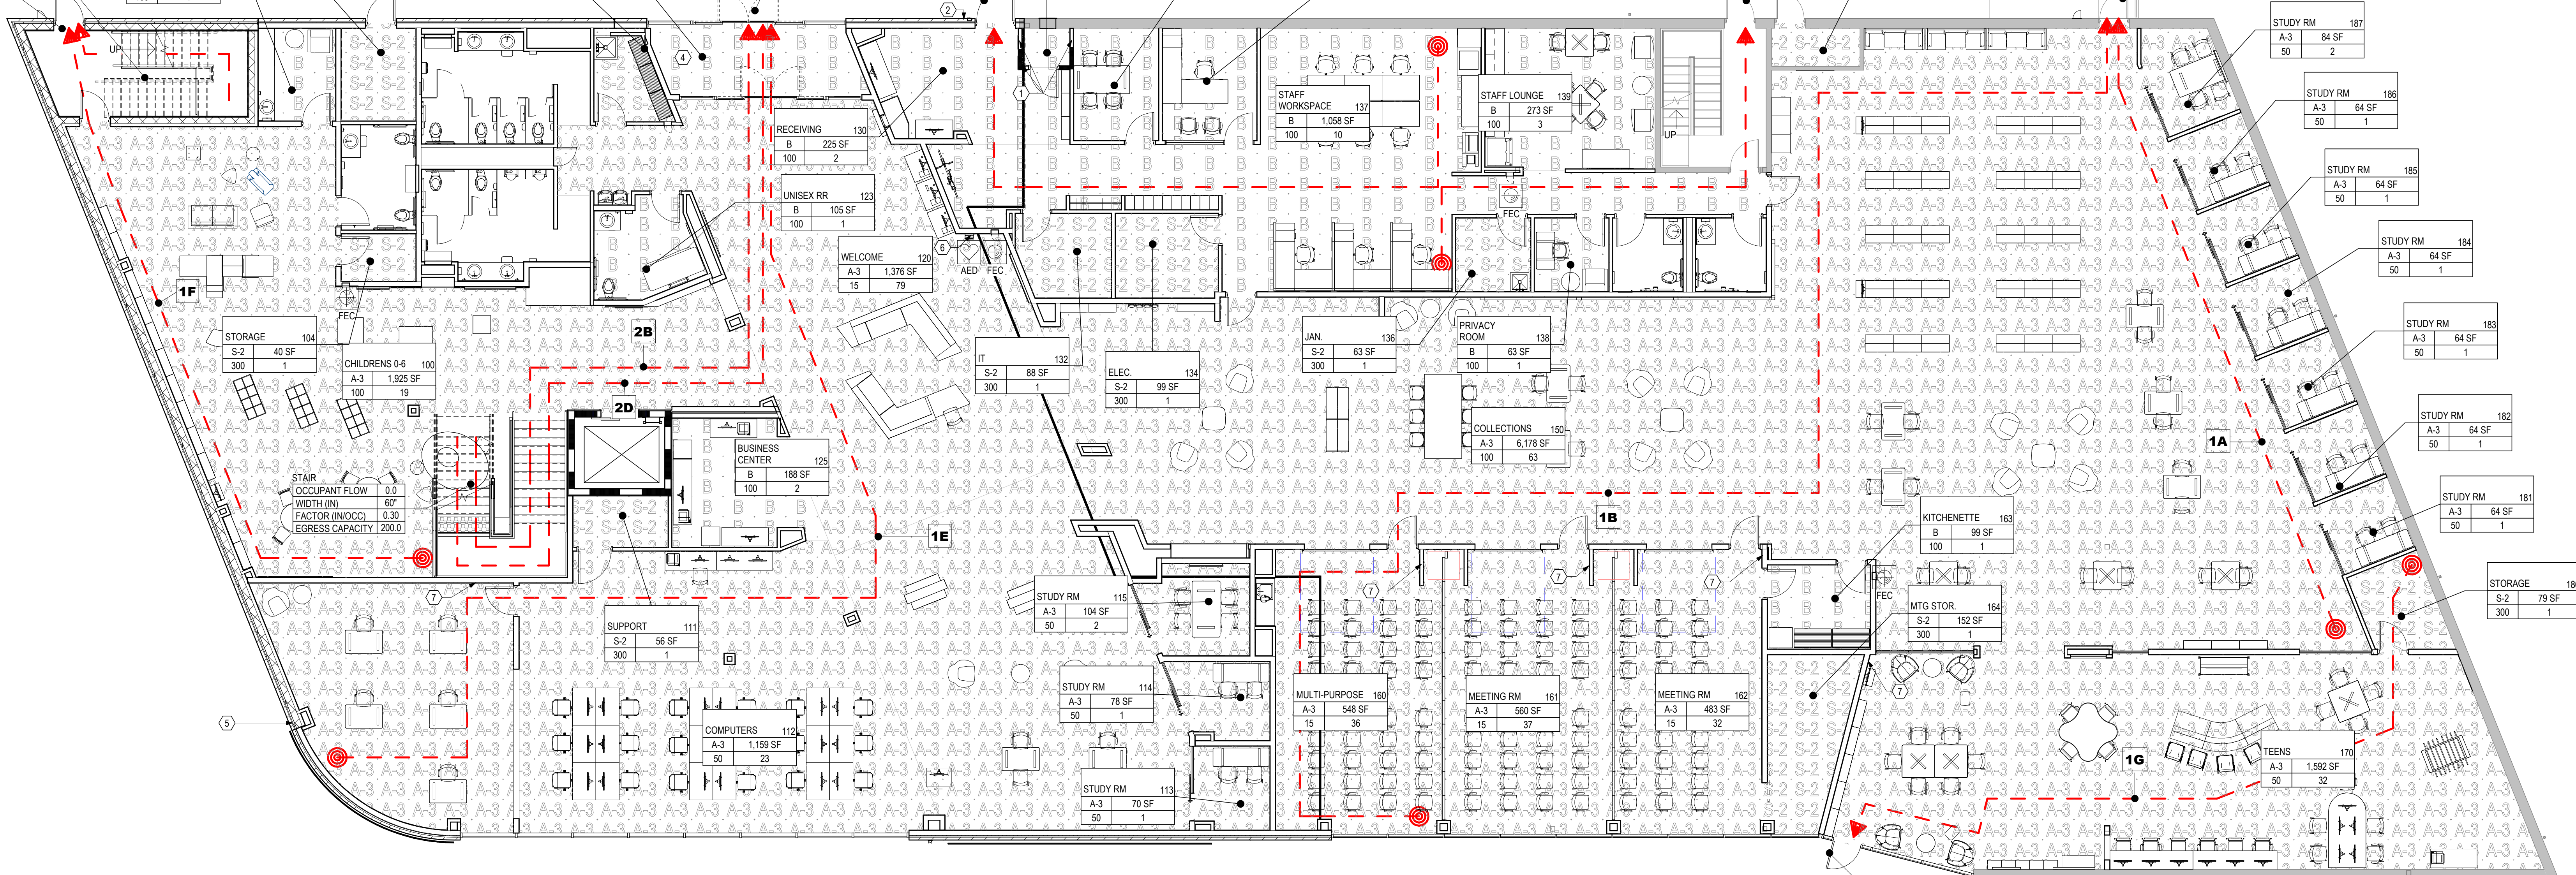 STUDY RM 187
A-3 84 SF
50 2
STUDY RM 186
A-3 64 SF
50 1
STUDY RM 185
A-3 64 SF
50 1
STUDY RM 184
A-3 64 SF
50 1
STUDY RM 183
A-3 64 SF
50 1
STUDY RM 182
A-3 64 SF
50 1
STUDY RM 181
A-3 64 SF
50 1
STORAGE
S-2 79 SF
300 1
UP
2
4
1
STAFF
WORKSPACE 137
B 1,058 SF
100 10
STAFF LOUNGE 139
B 273 SF
100 3
UP
RECEIVING 130
B 225 SF
100 2
UNISEX RR 123
B 105 SF
100 1
WELCOME 120
A-3 1,376 SF
15 79
6
AED
FEC
FEC
1F
FEC
2B
STORAGE 104
S-2 40 SF
300 1
CHILDRENS 0-6 100
A-3 1,925 SF
100 19
IT 132
S-2 88 SF
300 1
ELEC. 134
S-2 99 SF
300 1
JAN. 136
S-2 63 SF
300 1
PRIVACY
ROOM 138
B 63 SF
100 1
2D
BUSINESS
CENTER 125
B 188 SF
100 2
COLLECTIONS 150
A-3 6,178 SF
100 63
1A
STAIR
OCCUPANT FLOW 0.0
WIDTH (IN) 60"
FACTOR (IN/OCC) 0.30
EGRESS CAPACITY 200.0
1E
1B
KITCHENETTE 163
B 99 SF
100 1
7
7
7
7
FEC
STUDY RM 115
A-3 104 SF
50 2
SUPPORT 111
S-2 56 SF
300 1
MTG STOR. 164
S-2 152 SF
300 1
7
5
STUDY RM 114
A-3 78 SF
50 1
MULTI-PURPOSE 160
A-3 548 SF
15 36
MEETING RM 161
A-3 560 SF
15 37
MEETING RM 162
A-3 483 SF
15 32
COMPUTERS 112
A-3 1,159 SF
50 23
STUDY RM 113
A-3 70 SF
50 1
1G
TEENS 170
A-3 1,592 SF
50 32